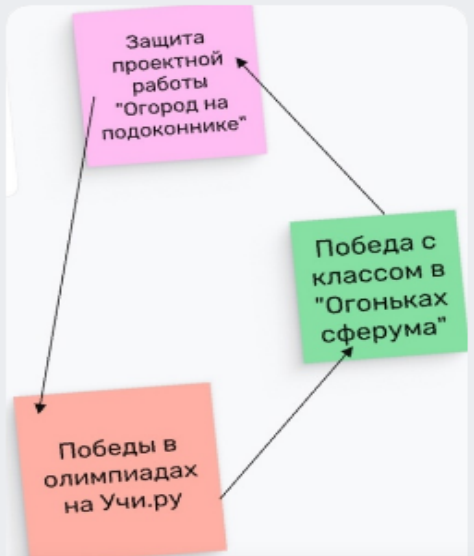 Защита
проектной
работы
"Огород на
подоконнике"
Победа с
классом в
"Огоньках
сферума"
Победы в
олимпиадах
на Учи.ру